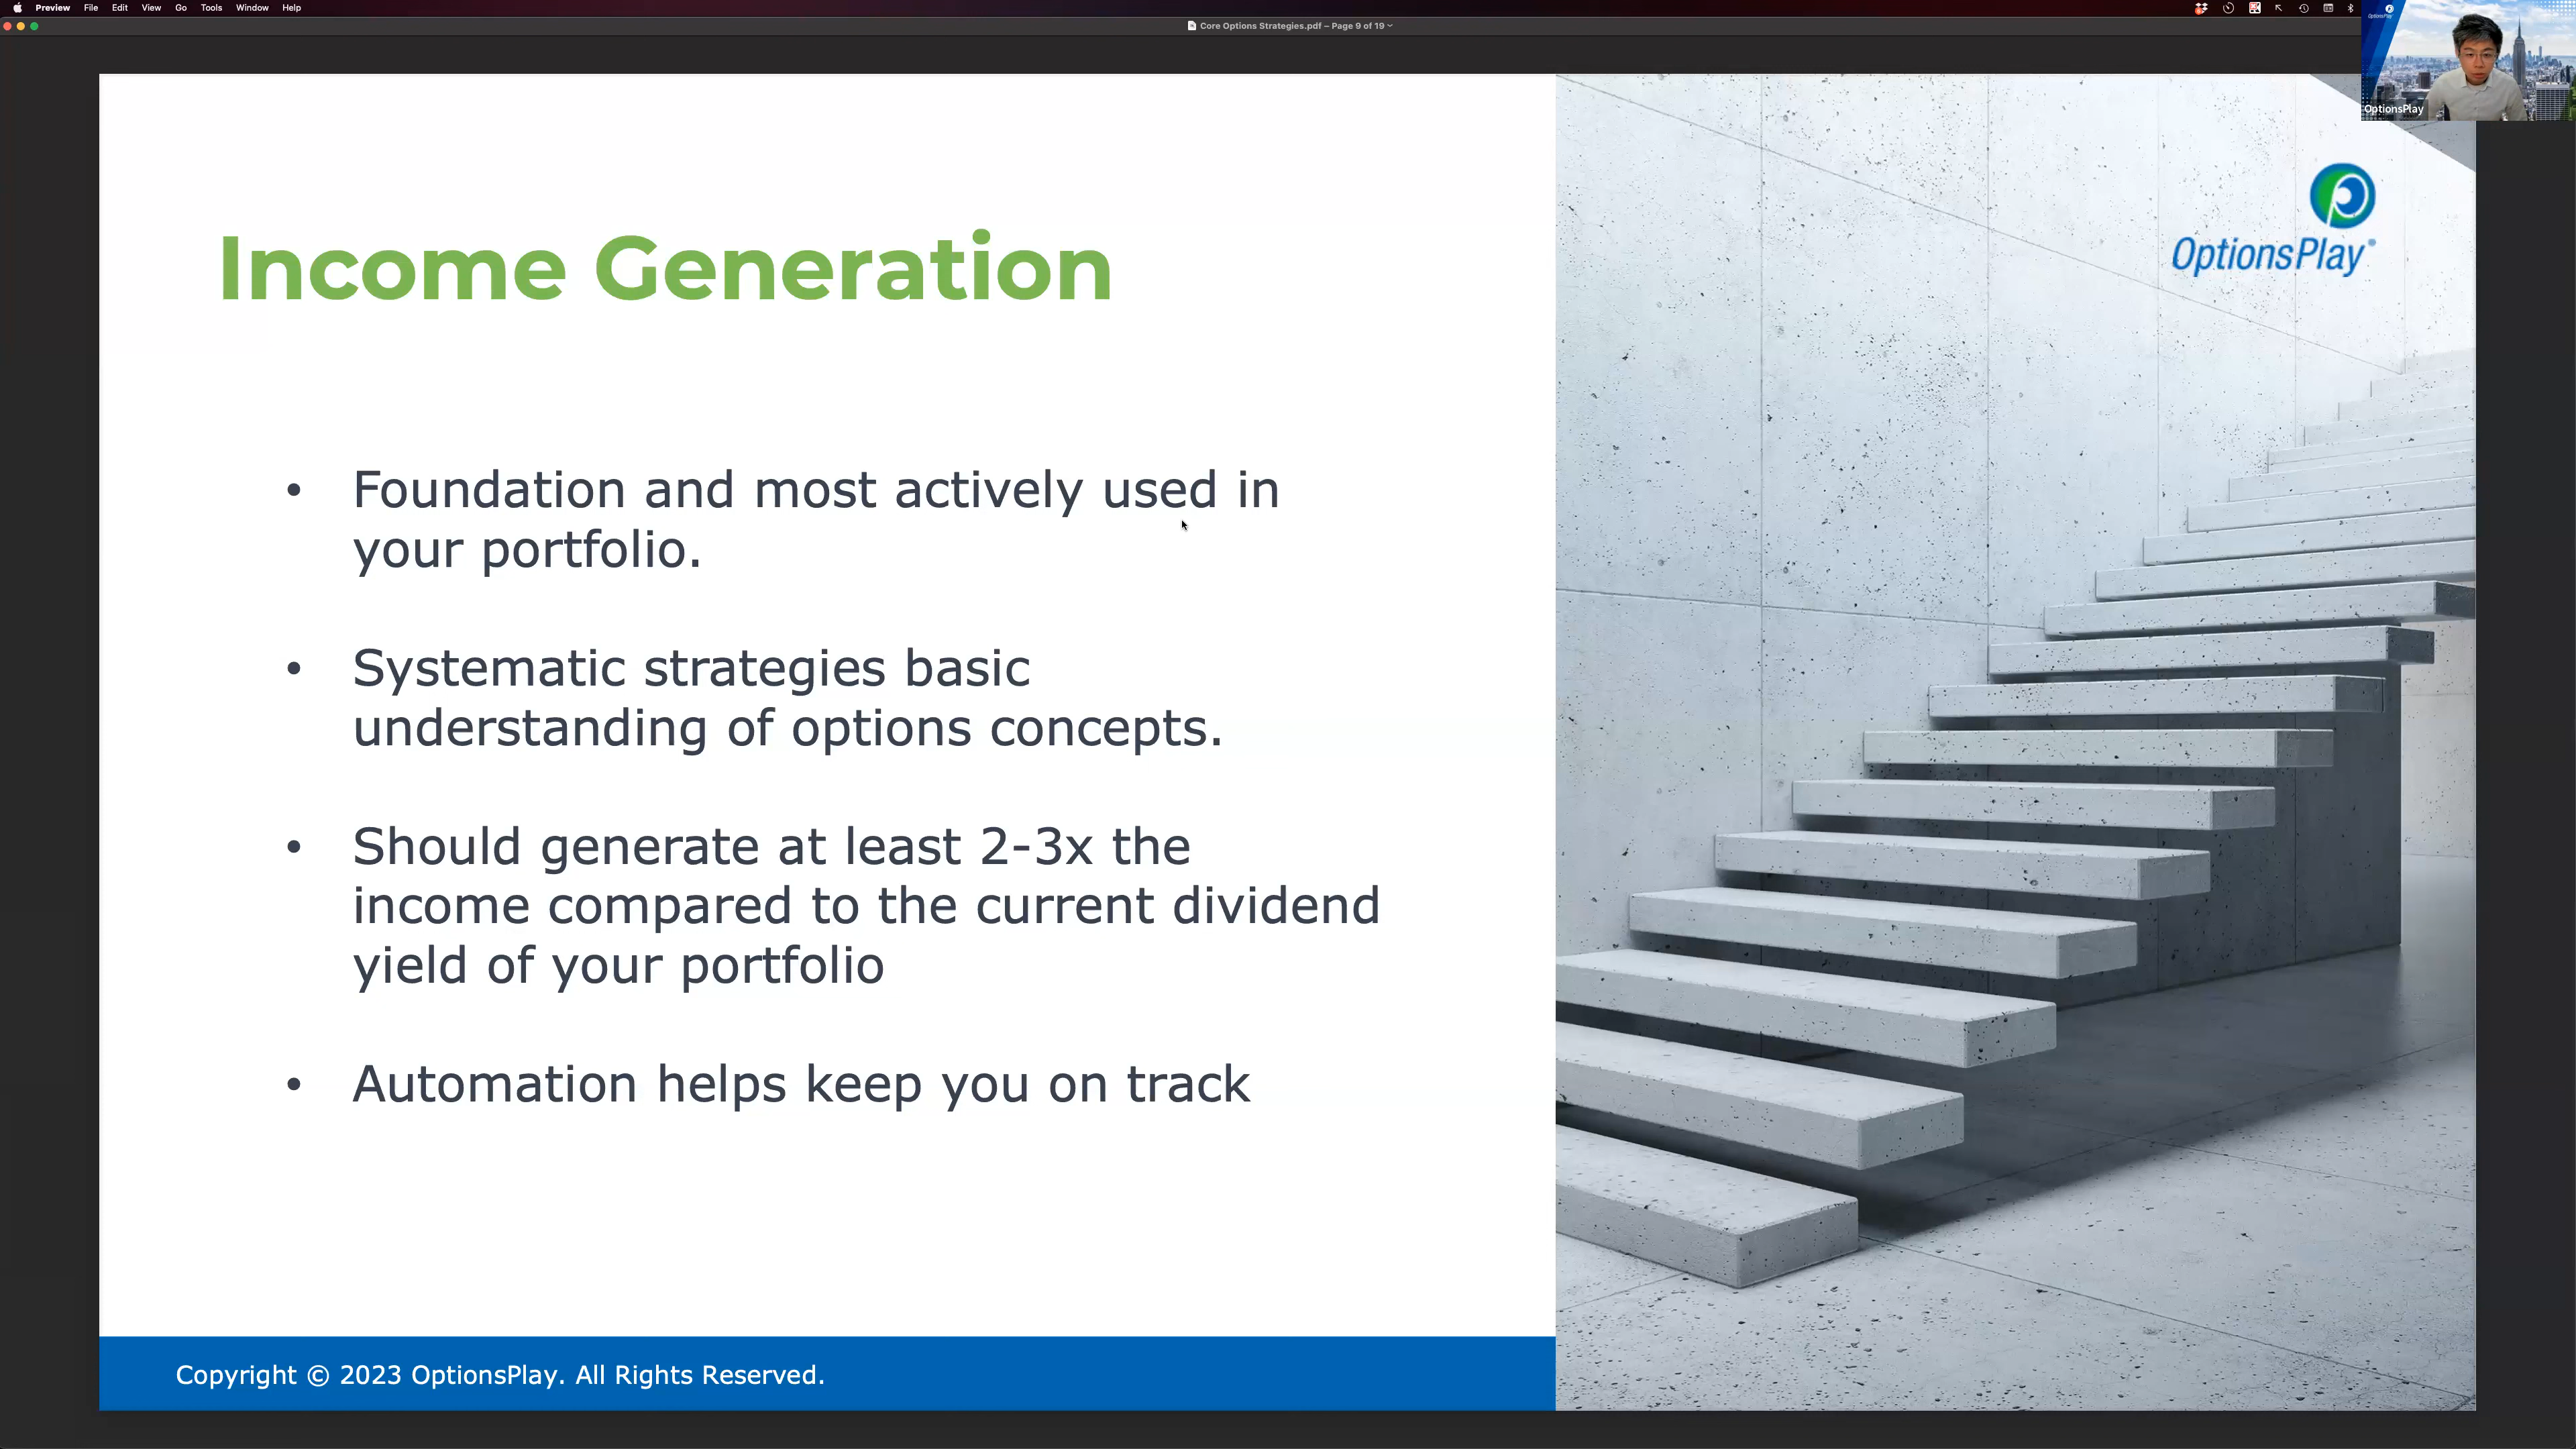 Preview File Edit View Go Tools Window Help
Core Options Strategies.pdf – Page 9 of 19
OptionsPlay
OptionsPlay
Income Generation
• Foundation and most actively used in
your portfolio.
• Systematic strategies basic
understanding of options concepts.
• Should generate at least 2-3x the
income compared to the current dividend
yield of your portfolio
• Automation helps keep you on track
Copyright © 2023 OptionsPlay. All Rights Reserved.